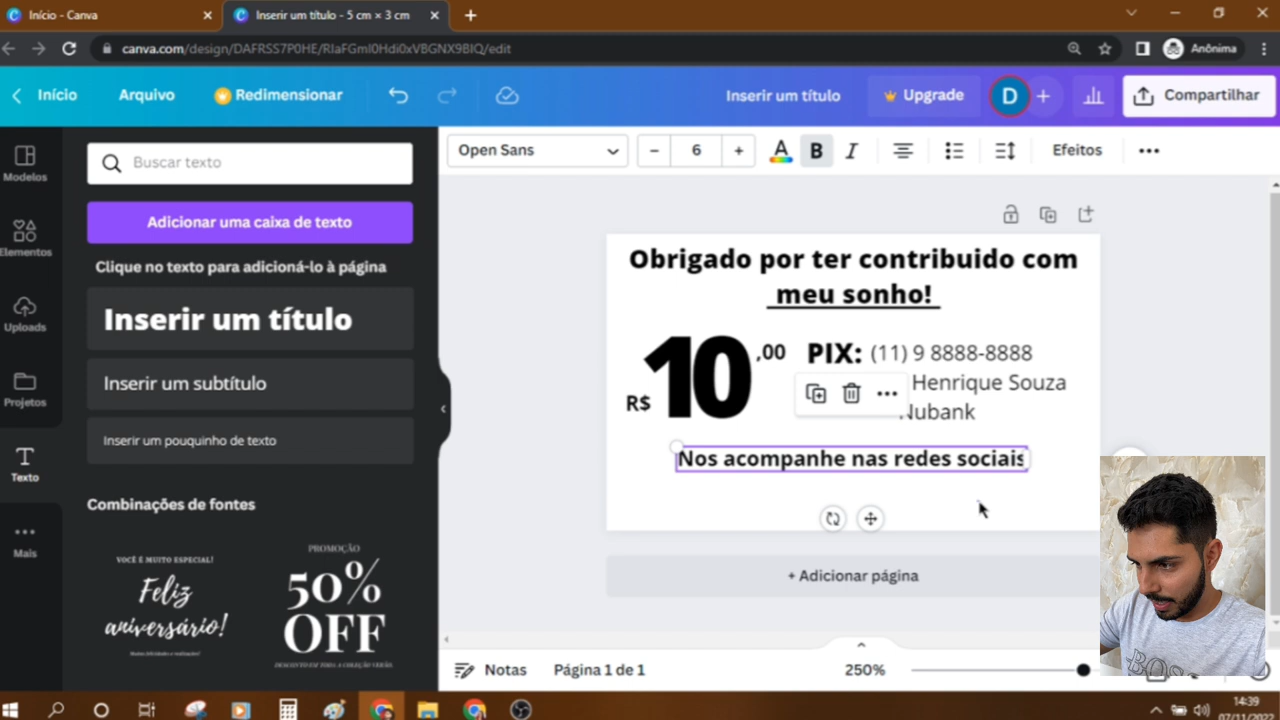 Início - Canva
Inserir um título - 5 cm × 3 cm
canva.com/design/DAFRSS7P0HE/RlaFGml0Hdi0xVBGNX9BIQ/edit
Anônima
Início
Arquivo
Redimensionar
Inserir um título
Upgrade
D
Compartilhar
Modelos
Elementos
Uploads
Projetos
Texto
Mais
Buscar texto
Adicionar uma caixa de texto
Clique no texto para adicioná-lo à página
Inserir um título
Inserir um subtítulo
Inserir um pouquinho de texto
Combinações de fontes
VOCÊ É MUITO ESPECIAL!
Feliz
aniversário!
PROMOÇÃO
50%
OFF
DESCONTO EM TODA A COLEÇÃO VERÃO
Open Sans
6
A
B
I
Efeitos
Obrigado por ter contribuido com
meu sonho!
R$ 10 ,00
PIX: (11) 9 8888-8888
Henrique Souza
Nubank
Nos acompanhe nas redes sociais
+ Adicionar página
Notas
Página 1 de 1
250%
14:39